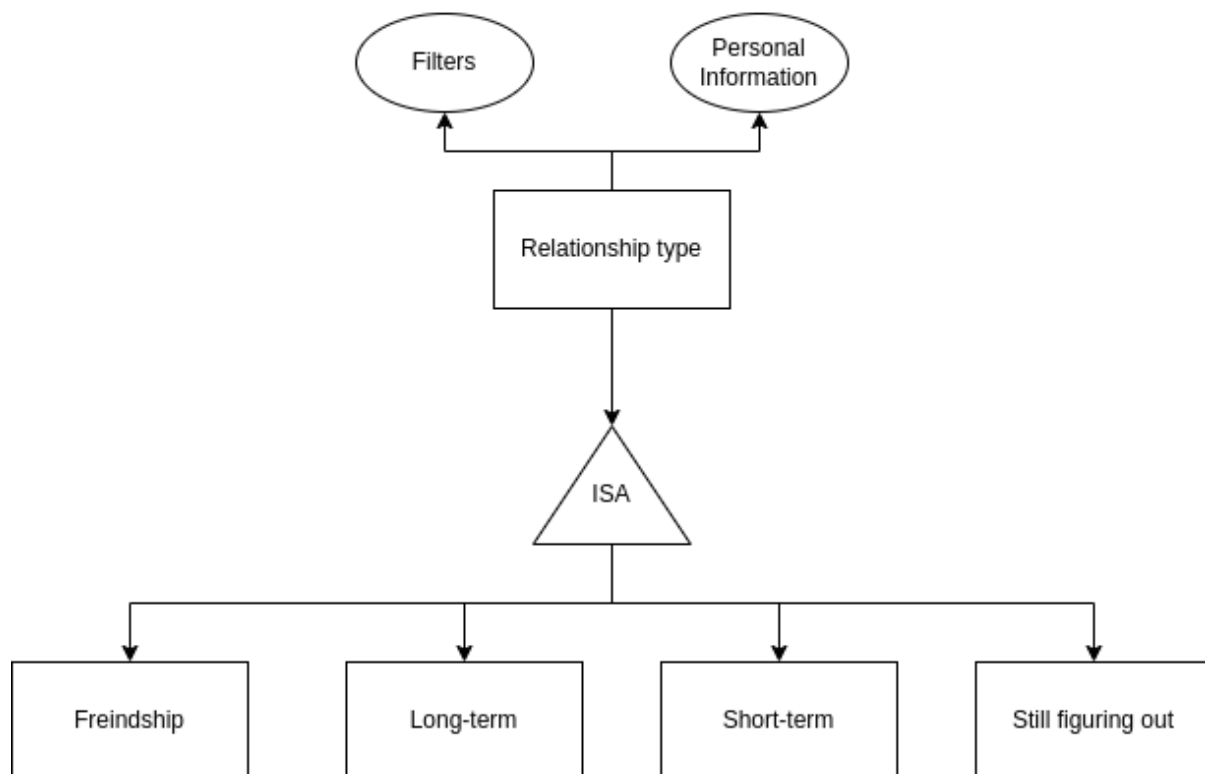 Filters
Personal
Information
Relationship type
ISA
Freindship
Long-term
Short-term
Still figuring out